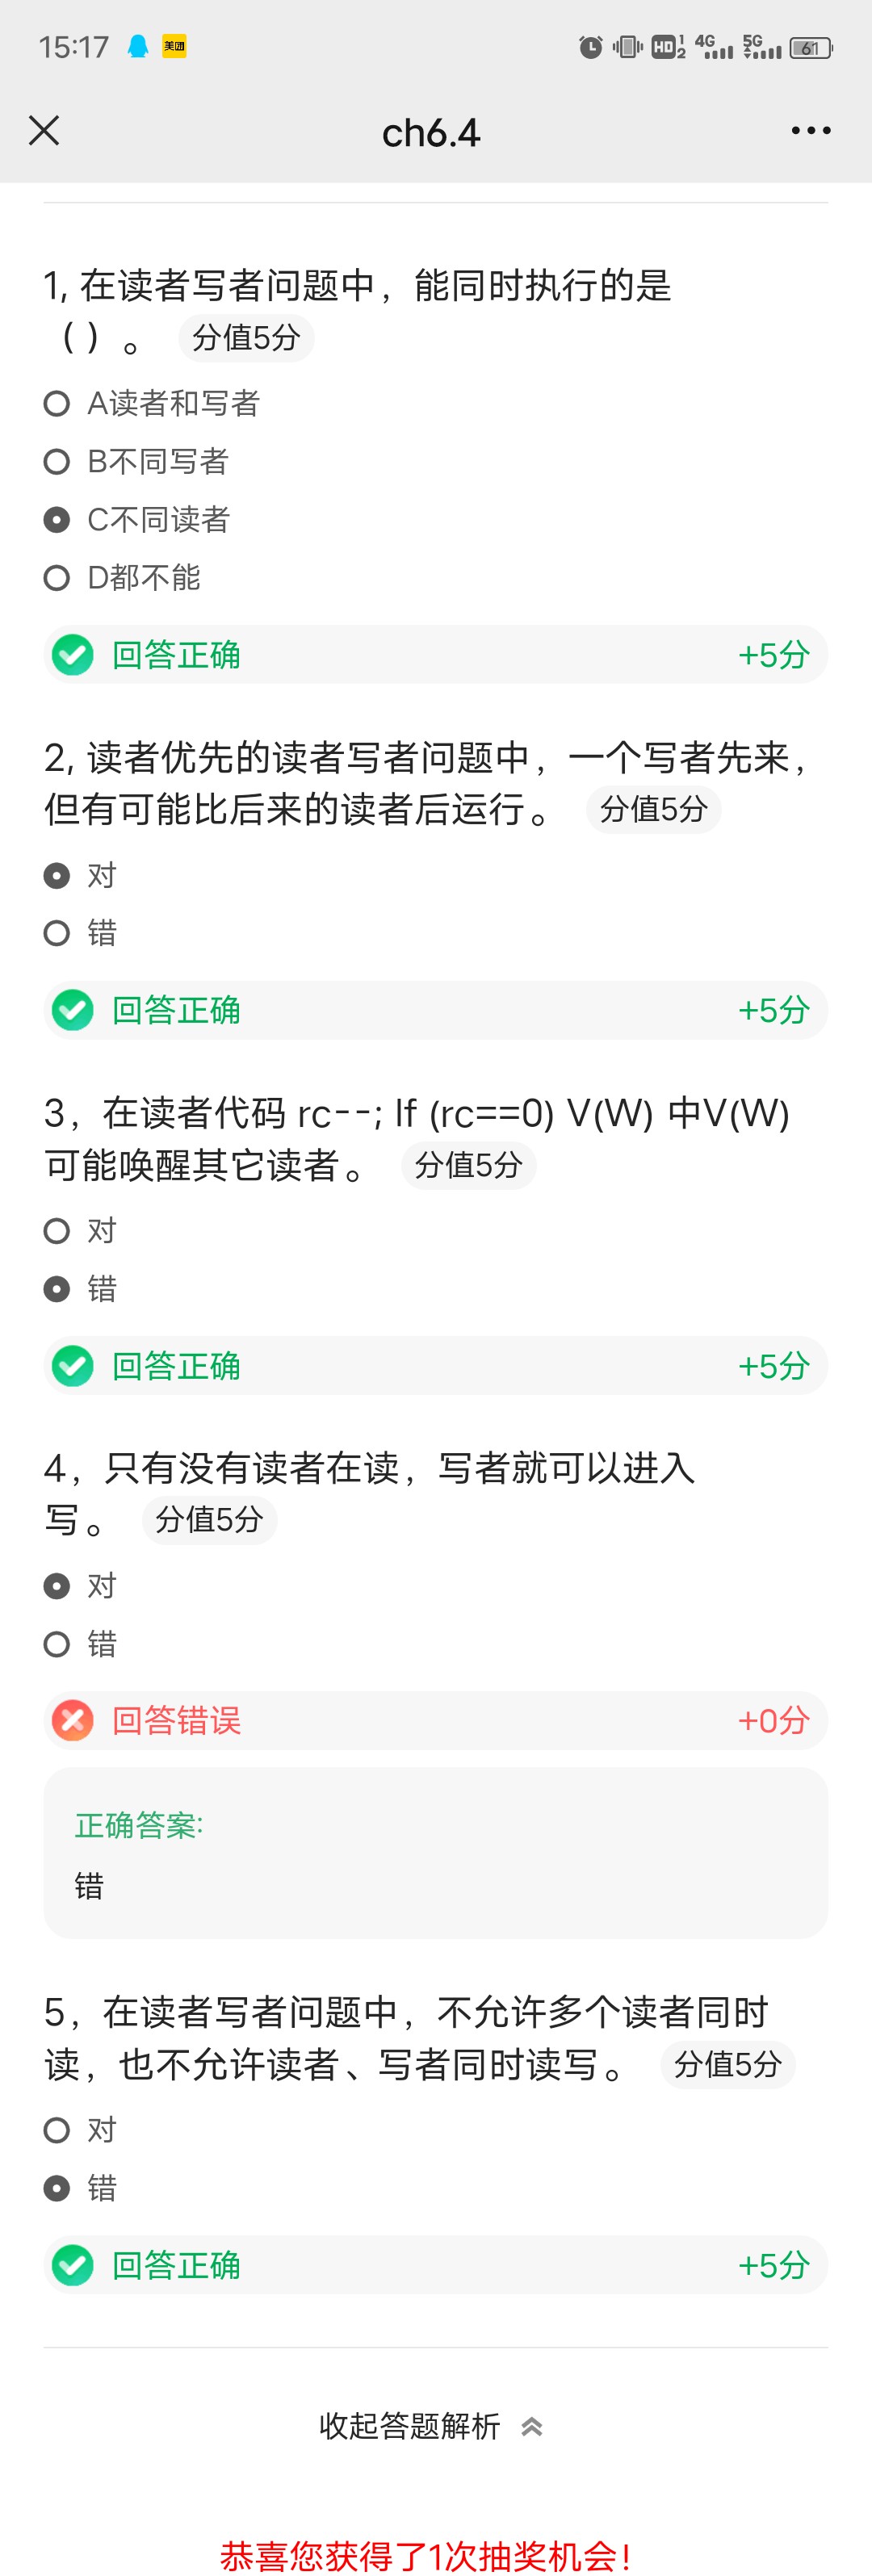 15:17 美团 HD 1 2 4G 5G 61
ch6.4
1, 在读者写者问题中，能同时执行的是
（）。 分值5分
A读者和写者
B不同写者
C不同读者
D都不能
回答正确 +5分
2, 读者优先的读者写者问题中，一个写者先来，
但有可能比后来的读者后运行。 分值5分
对
错
回答正确 +5分
3，在读者代码 rc--; If (rc==0) V(W) 中V(W)
可能唤醒其它读者。 分值5分
对
错
回答正确 +5分
4，只有没有读者在读，写者就可以进入
写。 分值5分
对
错
回答错误 +0分
正确答案:
错
5，在读者写者问题中，不允许多个读者同时
读，也不允许读者、写者同时读写。 分值5分
对
错
回答正确 +5分
收起答题解析
恭喜您获得了1次抽奖机会！